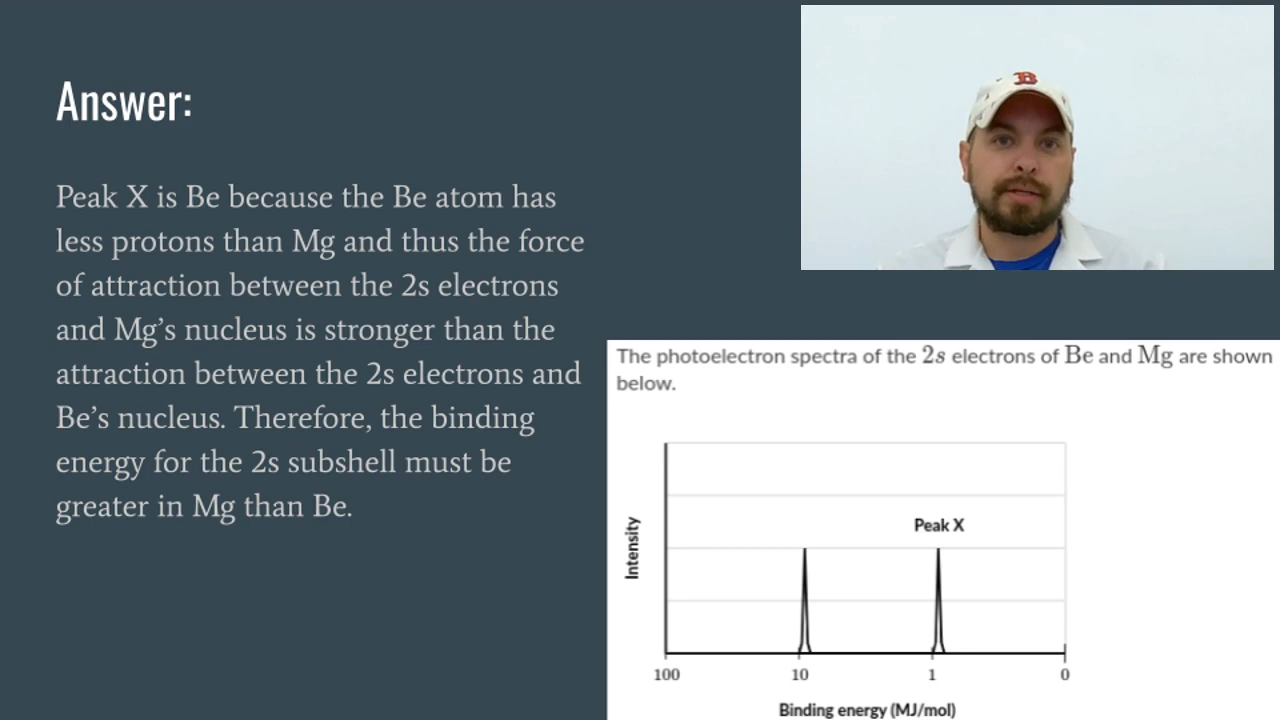 Answer:
Peak X is Be because the Be atom has
less protons than Mg and thus the force
of attraction between the 2s electrons
and Mg’s nucleus is stronger than the
attraction between the 2s electrons and
Be’s nucleus. Therefore, the binding
energy for the 2s subshell must be
greater in Mg than Be.
B
The photoelectron spectra of the 2s electrons of Be and Mg are shown
below.
Peak X
Intensity
100 10 1 0
Binding energy (MJ/mol)